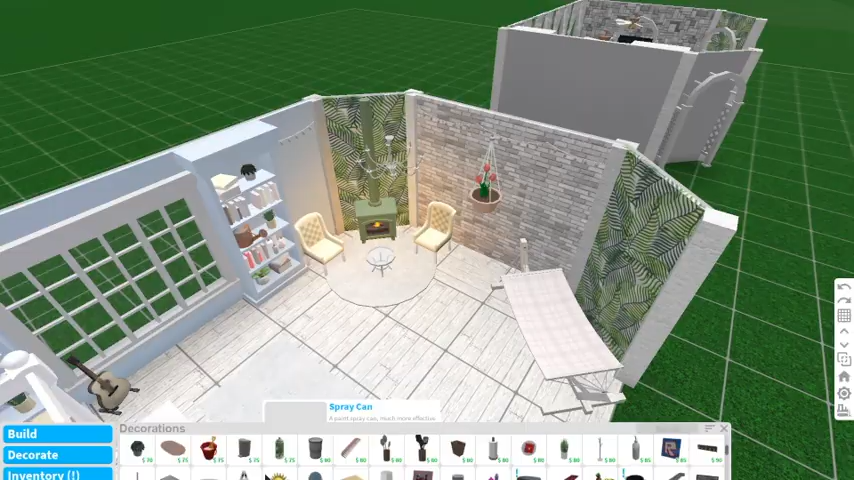 Spray Can
A paint spray can, much more effective
Decorations
Build
Decorate
Inventory (!)
$70 $75 $75 $75 $75 $80 $80 $80 $80 $80 $80 $80 $80 $80 $85 $85 $90